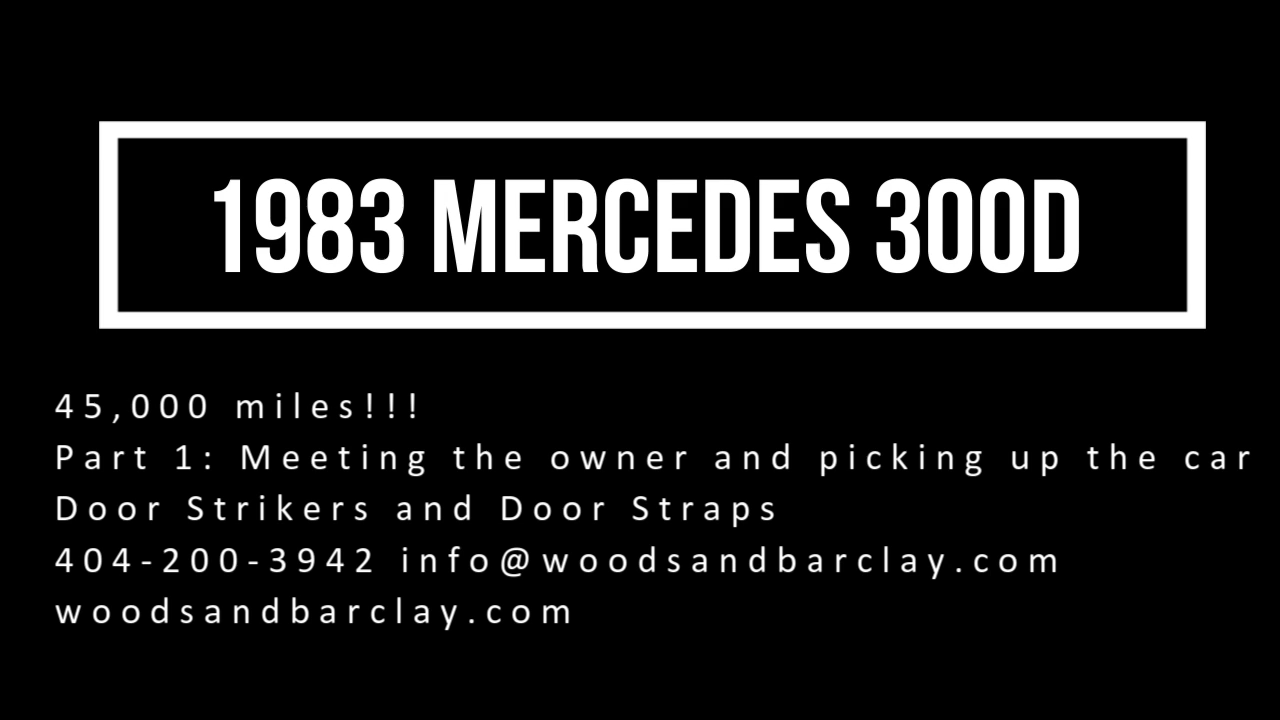 1983 MERCEDES 300D
45,000 miles!!!
Part 1: Meeting the owner and picking up the car
Door Strikers and Door Straps
404-200-3942 info@woodsandbarclay.com
woodsandbarclay.com